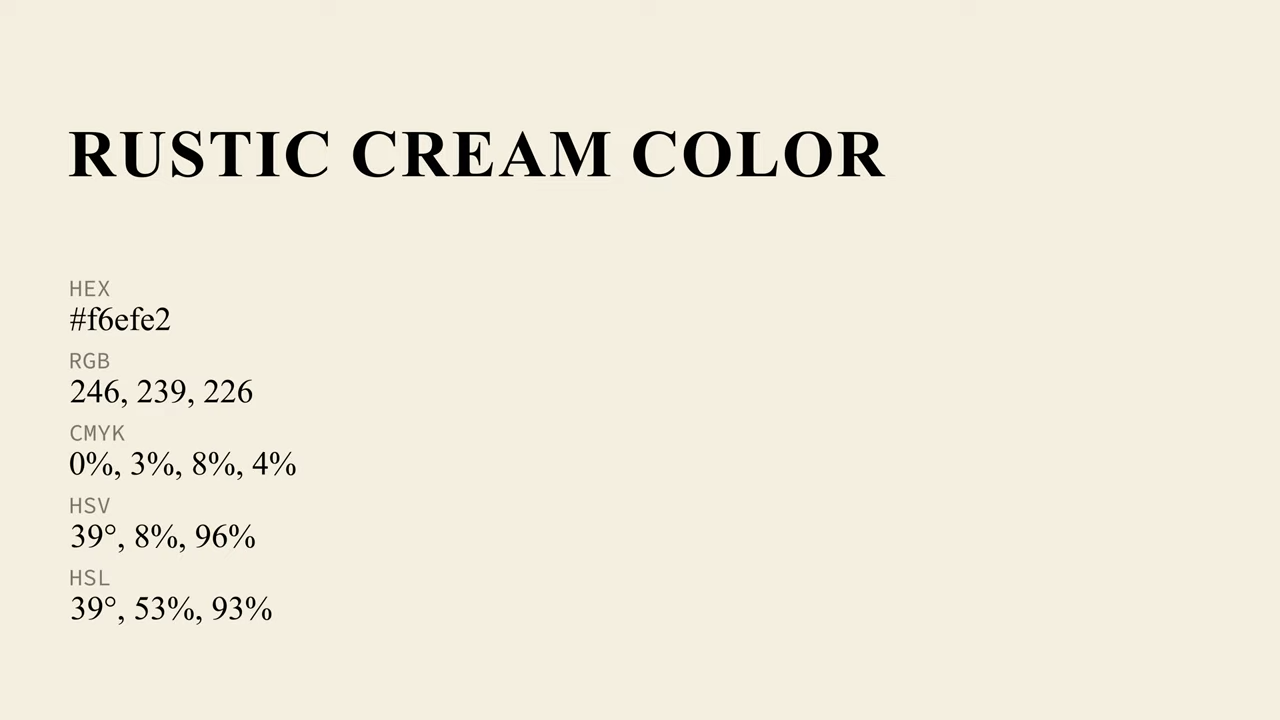 RUSTIC CREAM COLOR
HEX
#f6efe2
RGB
246, 239, 226
CMYK
0%, 3%, 8%, 4%
HSV
39°, 8%, 96%
HSL
39°, 53%, 93%